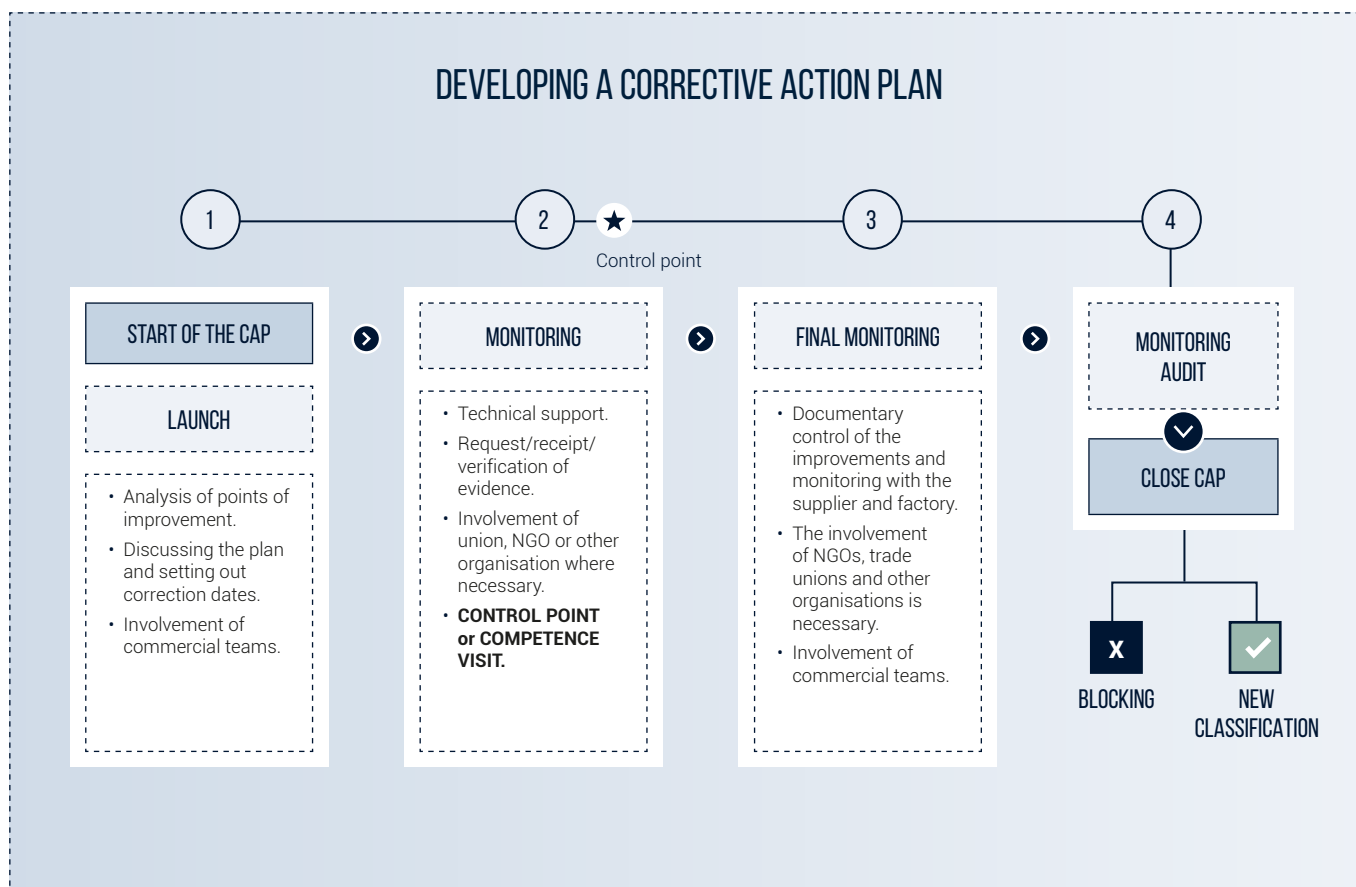 DEVELOPING A CORRECTIVE ACTION PLAN
1
2
3
4
Control point
START OF THE CAP
LAUNCH
• Analysis of points of
improvement.
• Discussing the plan
and setting out
correction dates.
• Involvement of
commercial teams.
MONITORING
• Technical support.
• Request/receipt/
verification of
evidence.
• Involvement of
union, NGO or other
organisation where
necessary.
• CONTROL POINT
or COMPETENCE
VISIT.
FINAL MONITORING
• Documentary
control of the
improvements and
monitoring with the
supplier and factory.
• The involvement
of NGOs, trade
unions and other
organisations is
necessary.
• Involvement of
commercial teams.
MONITORING
AUDIT
CLOSE CAP
X
BLOCKING
NEW
CLASSIFICATION